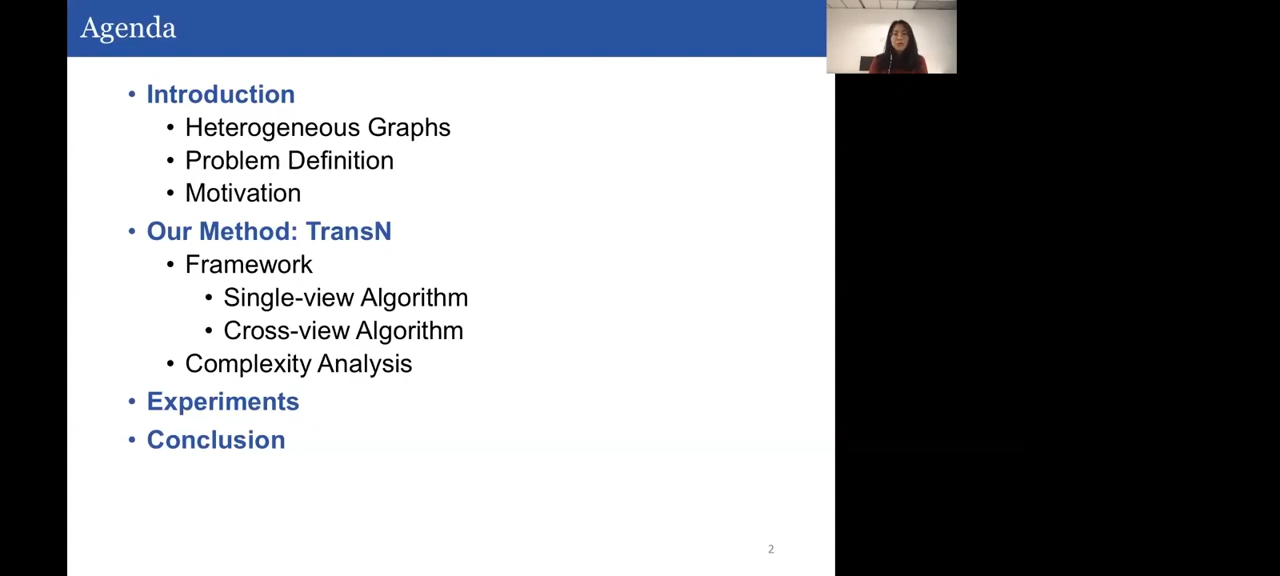 Agenda
• Introduction
• Heterogeneous Graphs
• Problem Definition
• Motivation
• Our Method: TransN
• Framework
• Single-view Algorithm
• Cross-view Algorithm
• Complexity Analysis
• Experiments
• Conclusion
2